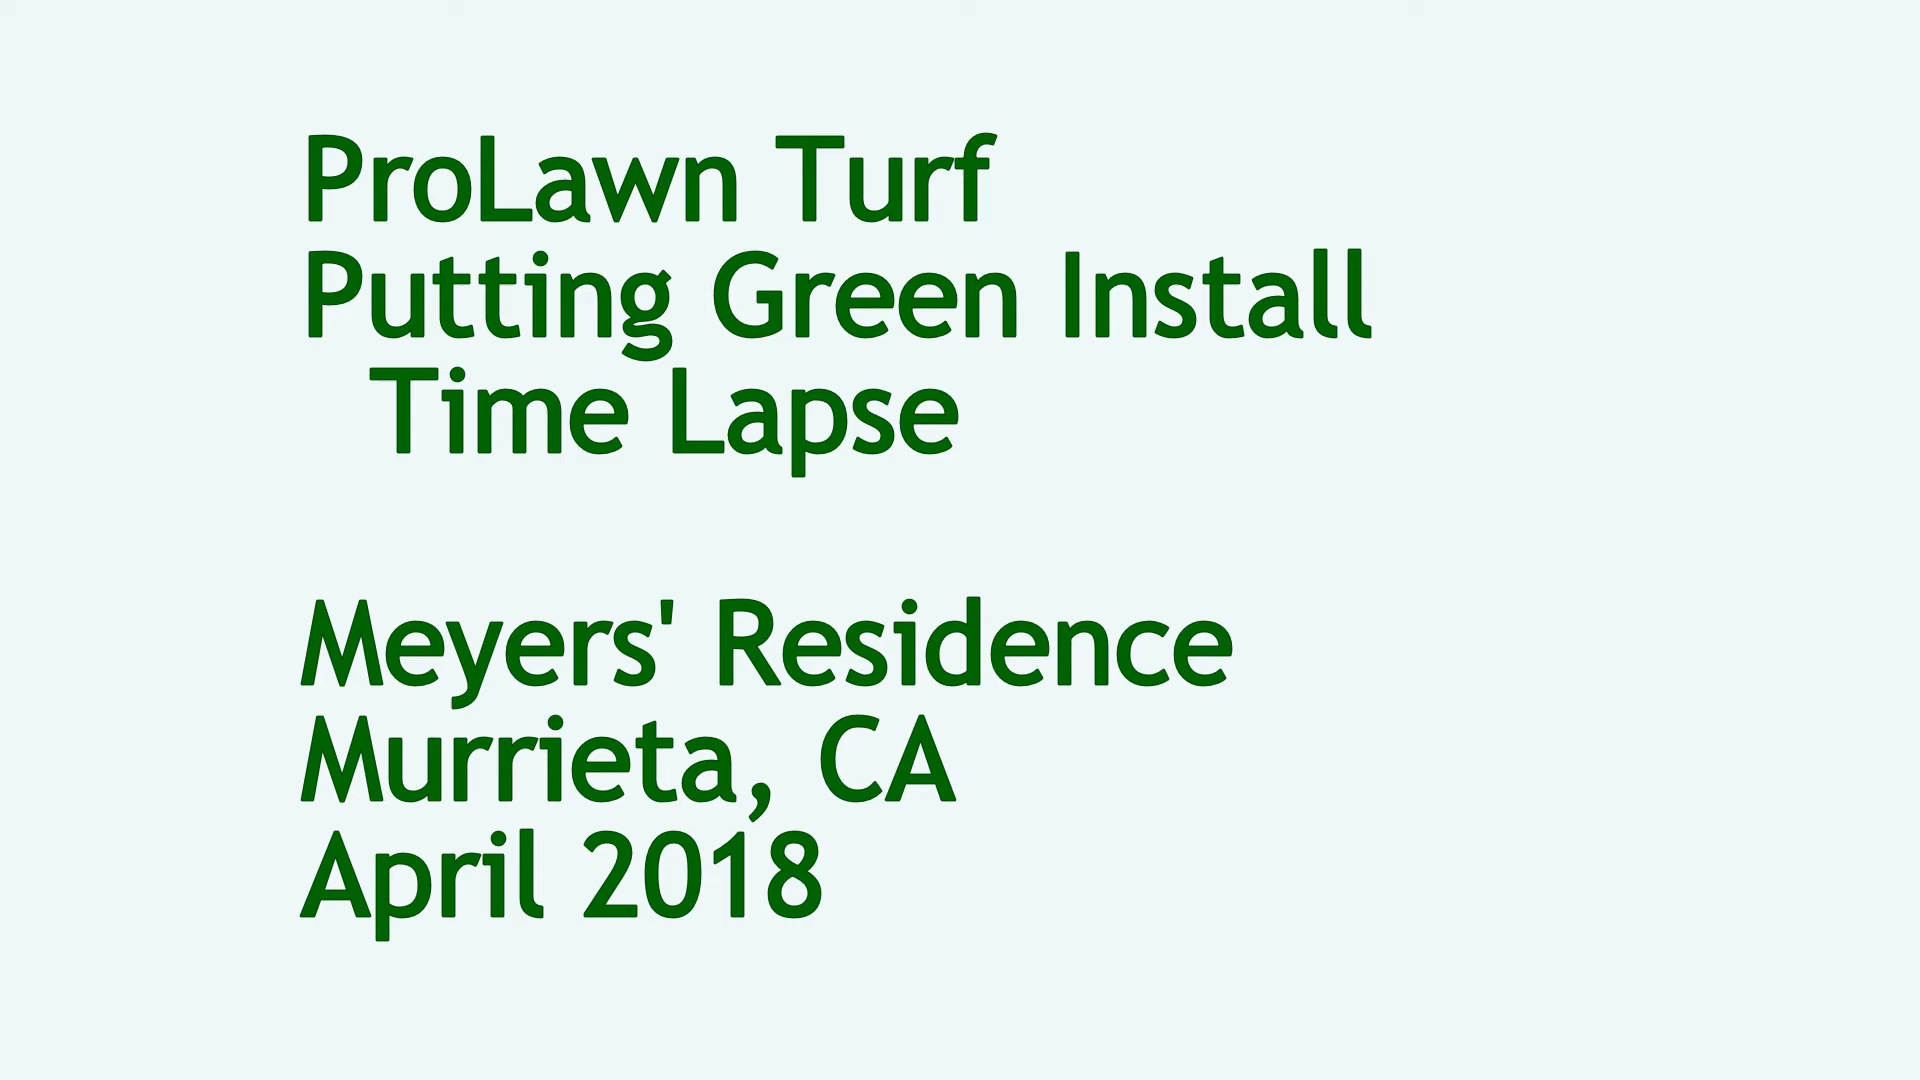 ProLawn Turf
Putting Green Install
Time Lapse
Meyers' Residence
Murrieta, CA
April 2018